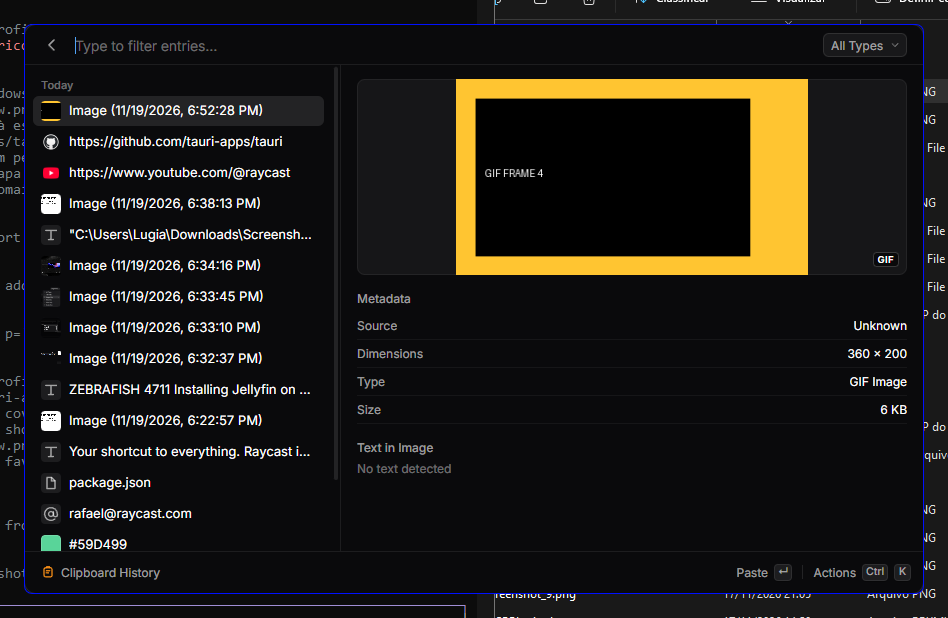 Type to filter entries...
All Types
Today
Image (11/19/2026, 6:52:28 PM)
https://github.com/tauri-apps/tauri
https://www.youtube.com/@raycast
Image (11/19/2026, 6:38:13 PM)
"C:\Users\Lugia\Downloads\Screensh...
Image (11/19/2026, 6:34:16 PM)
Image (11/19/2026, 6:33:45 PM)
Image (11/19/2026, 6:33:10 PM)
Image (11/19/2026, 6:32:37 PM)
ZEBRAFISH 4711 Installing Jellyfin on ...
Image (11/19/2026, 6:22:57 PM)
Your shortcut to everything. Raycast i...
package.json
rafael@raycast.com
#59D499
GIF FRAME 4
GIF
Metadata
Source Unknown
Dimensions 360 × 200
Type GIF Image
Size 6 KB
Text in Image
No text detected
Clipboard History
Paste ↵
Actions Ctrl K
File
File
File
File